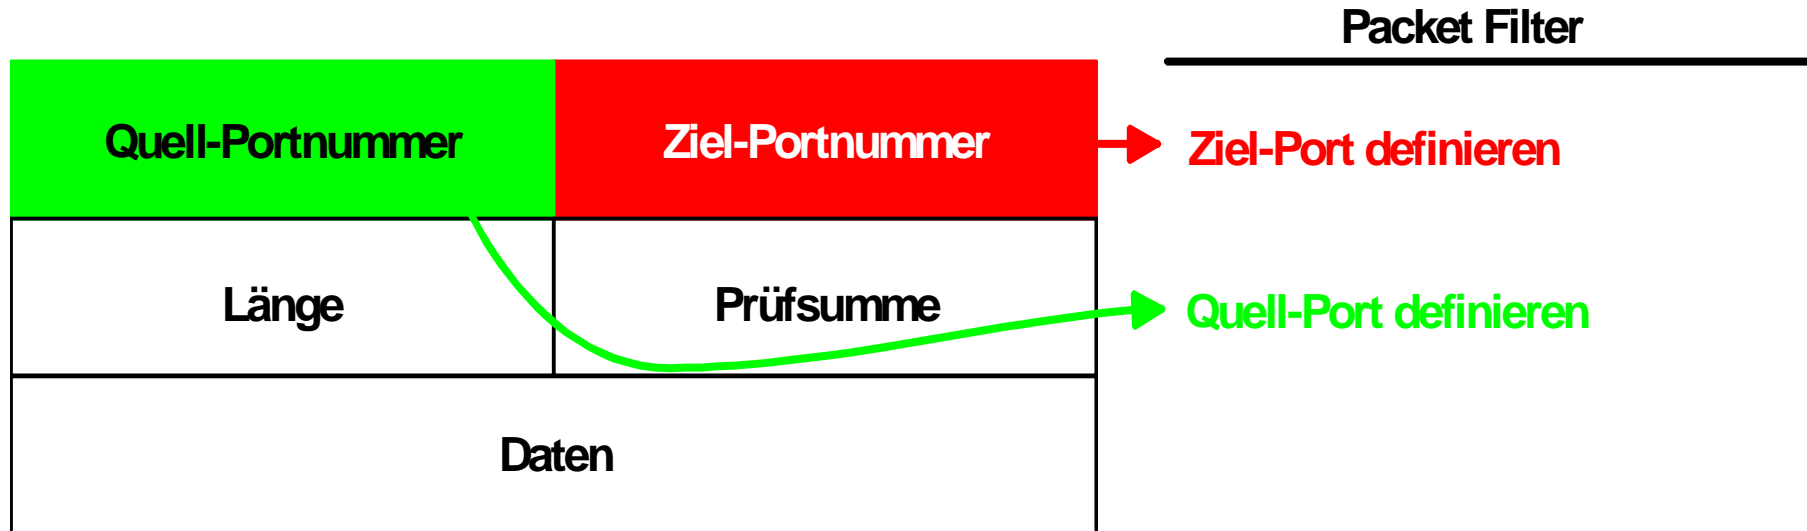 Packet Filter
Quell-Portnummer
Ziel-Portnummer
Ziel-Port definieren
Länge
Prüfsumme
Quell-Port definieren
Daten